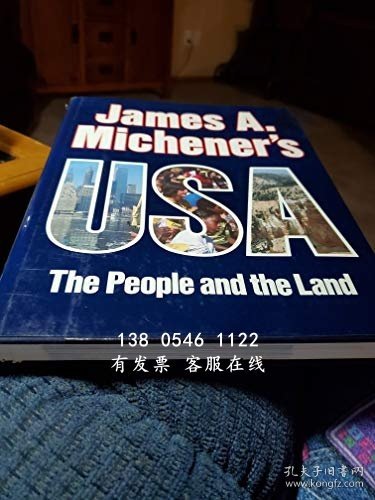 James A.
Michener's
USA
The People and the Land
138 0546 1122
有发票 客服在线
孔夫子旧书网
www.kongfz.com